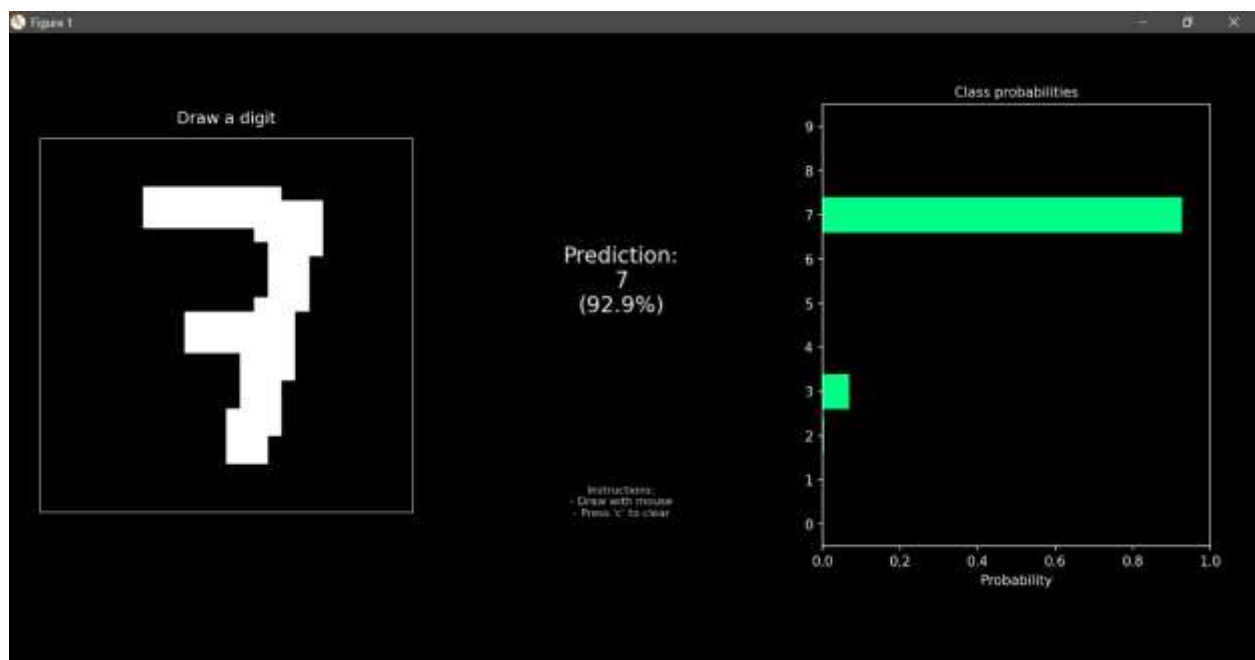 Figure 1
Draw a digit
7
Prediction:
7
(92.9%)
Instructions:
- Draw with mouse
- Press 'c' to clear
Class probabilities
9
8
7
6
5
4
3
2
1
0
0.0 0.2 0.4 0.6 0.8 1.0
Probability